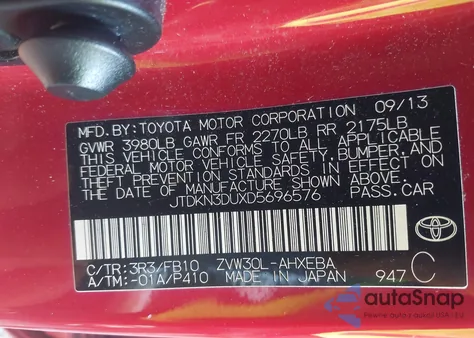 MFD.BY:TOYOTA MOTOR CORPORATION 09/13
GVWR 3980LB GAWR FR 2270LB RR 2175LB
THIS VEHICLE CONFORMS TO ALL APPLICABLE
FEDERAL MOTOR VEHICLE SAFETY,BUMPER,AND
THEFT PREVENTION STANDARDS IN EFFECT ON
THE DATE OF MANUFACTURE SHOWN ABOVE.
JTDKN3DUXD5696576 PASS.CAR
C/TR:3R3/FB10 ZVW30L-AHXEBA
A/TM:-01A/P410 MADE IN JAPAN 947 C
TOYOTA
autoSnap